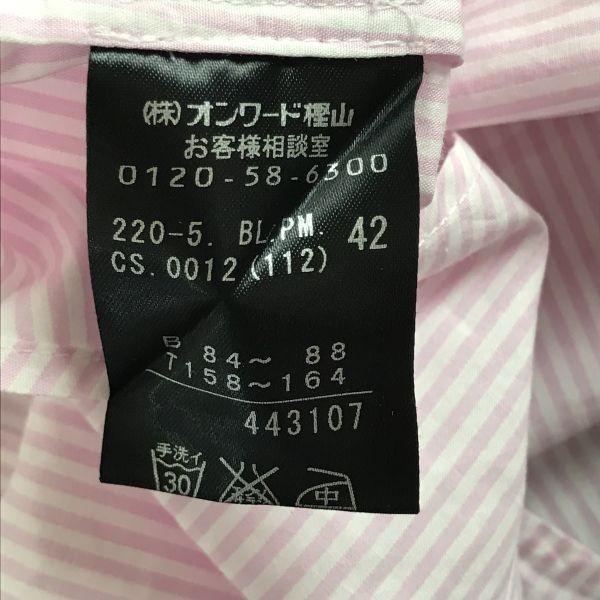 (株)オンワード樫山
お客様相談室
0120-58-6300
220-5. BL.PM. 42
CS.0012(112)
B 84〜 88
T158〜164
443107
手洗イ
30
中